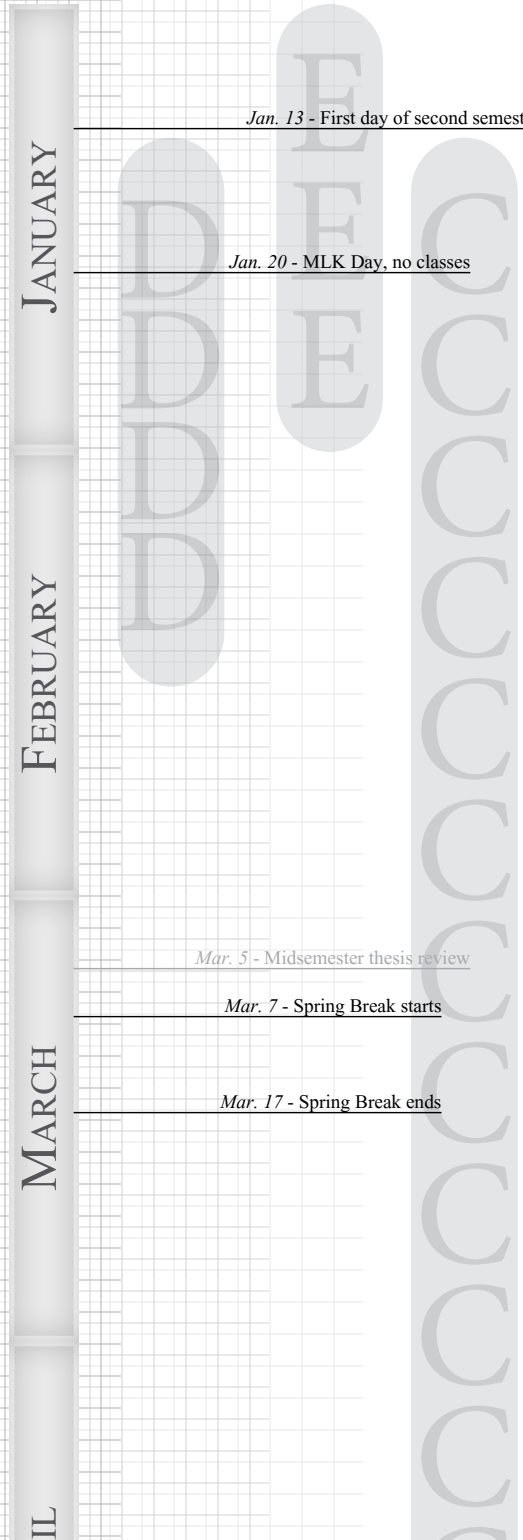 JANUARY
FEBRUARY
MARCH
IL
E
E
E
D
D
D
D
C
C
C
C
C
C
C
C
C
C
C
Jan. 13 - First day of second semest
Jan. 20 - MLK Day, no classes
Mar. 5 - Midsemester thesis review
Mar. 7 - Spring Break starts
Mar. 17 - Spring Break ends